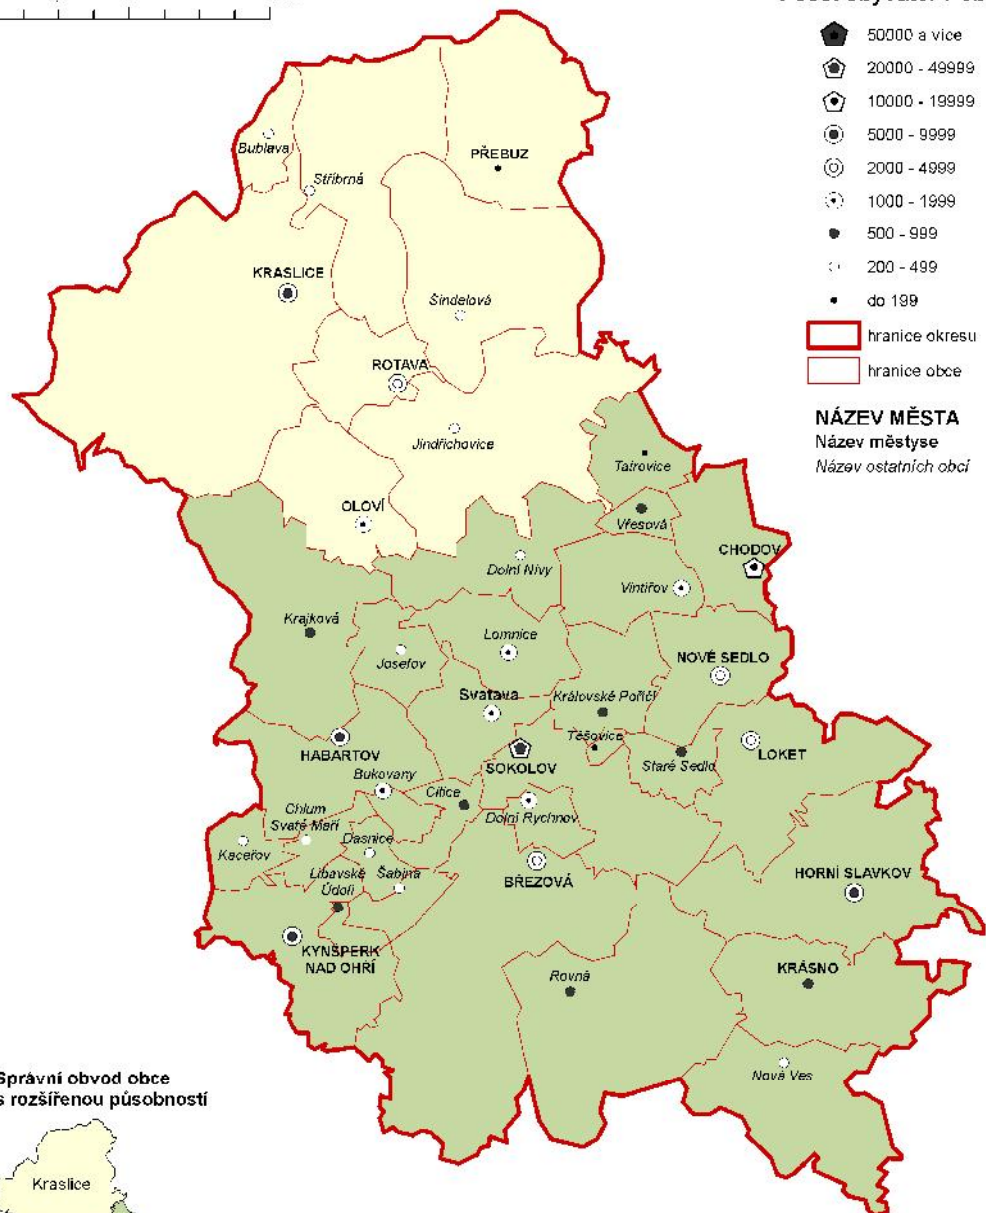 50000 a více
20000 - 49999
10000 - 19999
5000 - 9999
2000 - 4999
1000 - 1999
500 - 999
200 - 499
do 199
hranice okresu
hranice obce
NÁZEV MĚSTA
Název městyse
Název ostatních obcí
Bublava
Stříbrná
PŘEBUZ
KRASLICE
Šindelová
ROTAVA
Jindřichovice
Tatrovice
OLOVÍ
Vřesová
CHODOV
Dolní Nivy
Vintířov
Krajková
Lomnice
Josefov
NOVÉ SEDLO
Svatava
Královské Poříčí
HABARTOV
Těšovice
SOKOLOV
Staré Sedlo
LOKET
Bukovany
Citice
Dolní Rychnov
Chlum
Svaté Maří
Kaceřov
Dasnice
Libavské
Údolí
Šabina
BŘEZOVÁ
HORNÍ SLAVKOV
KYNŠPERK
NAD OHŘÍ
Rovná
KRÁSNO
Nová Ves
Správní obvod obce
s rozšířenou působností
Kraslice